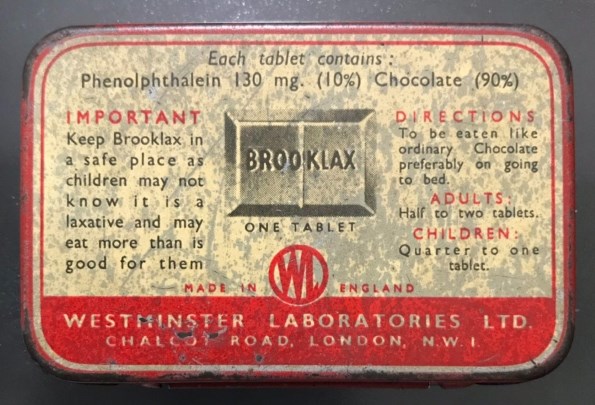 Each tablet contains:
Phenolphthalein 130 mg. (10%) Chocolate (90%)
IMPORTANT
Keep Brooklax in
a safe place as
children may not
know it is a
laxative and may
eat more than is
good for them
BROOKLAX
ONE TABLET
DIRECTIONS
To be eaten like
ordinary Chocolate
preferably on going
to bed.
ADULTS:
Half to two tablets.
CHILDREN:
Quarter to one
tablet.
MADE IN WL ENGLAND
WESTMINSTER LABORATORIES LTD.
CHALCOT ROAD, LONDON, N.W.1.